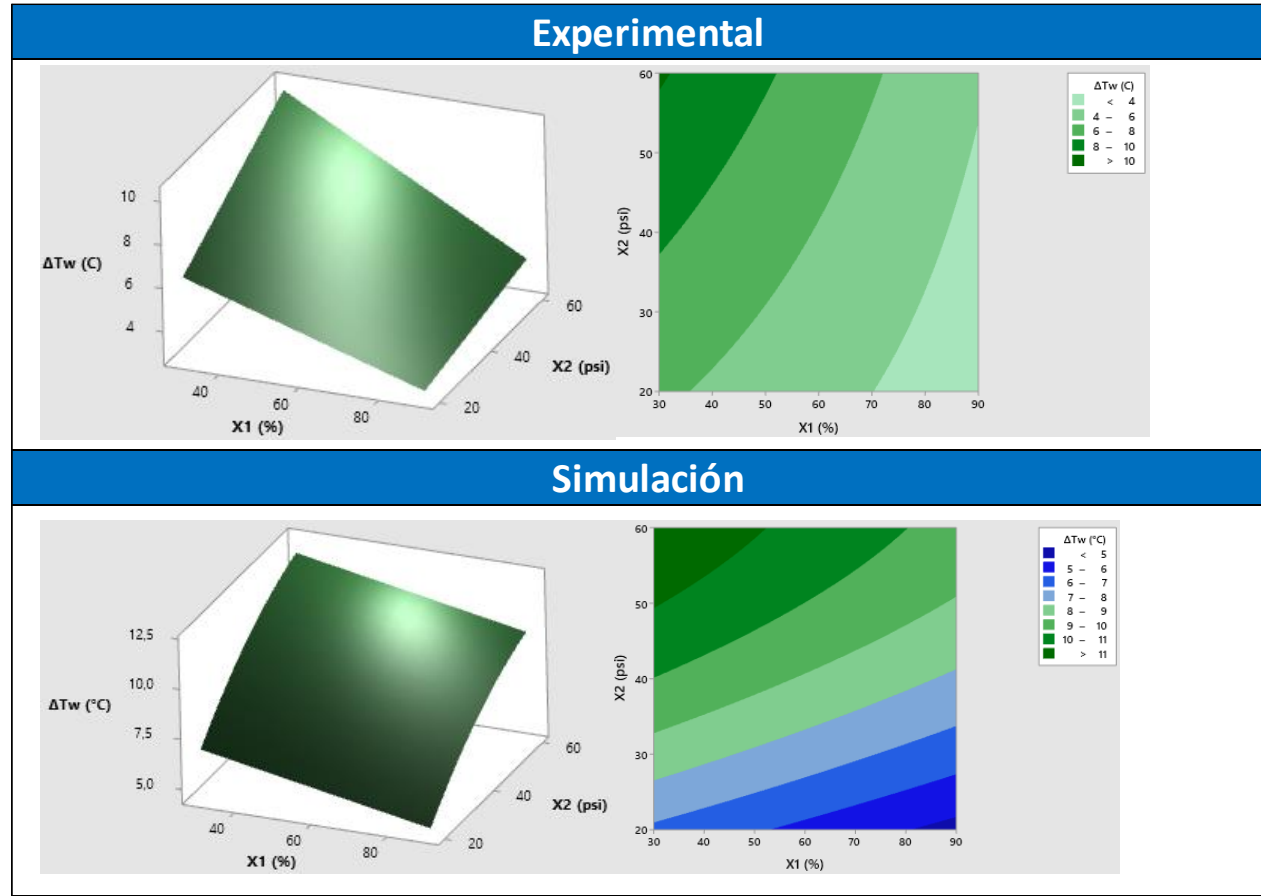 Experimental
10
8
6
4
ΔTw (C)
40
60
80
X1 (%)
20
40
60
X2 (psi)
60
50
40
30
20
X2 (psi)
30 40 50 60 70 80 90
X1 (%)
ΔTw (C)
< 4
4 – 6
6 – 8
8 – 10
> 10
Simulación
12,5
10,0
7,5
5,0
ΔTw (°C)
40
60
80
X1 (%)
20
40
60
X2 (psi)
60
50
40
30
20
X2 (psi)
30 40 50 60 70 80 90
X1 (%)
ΔTw (°C)
< 5
5 – 6
6 – 7
7 – 8
8 – 9
9 – 10
10 – 11
> 11